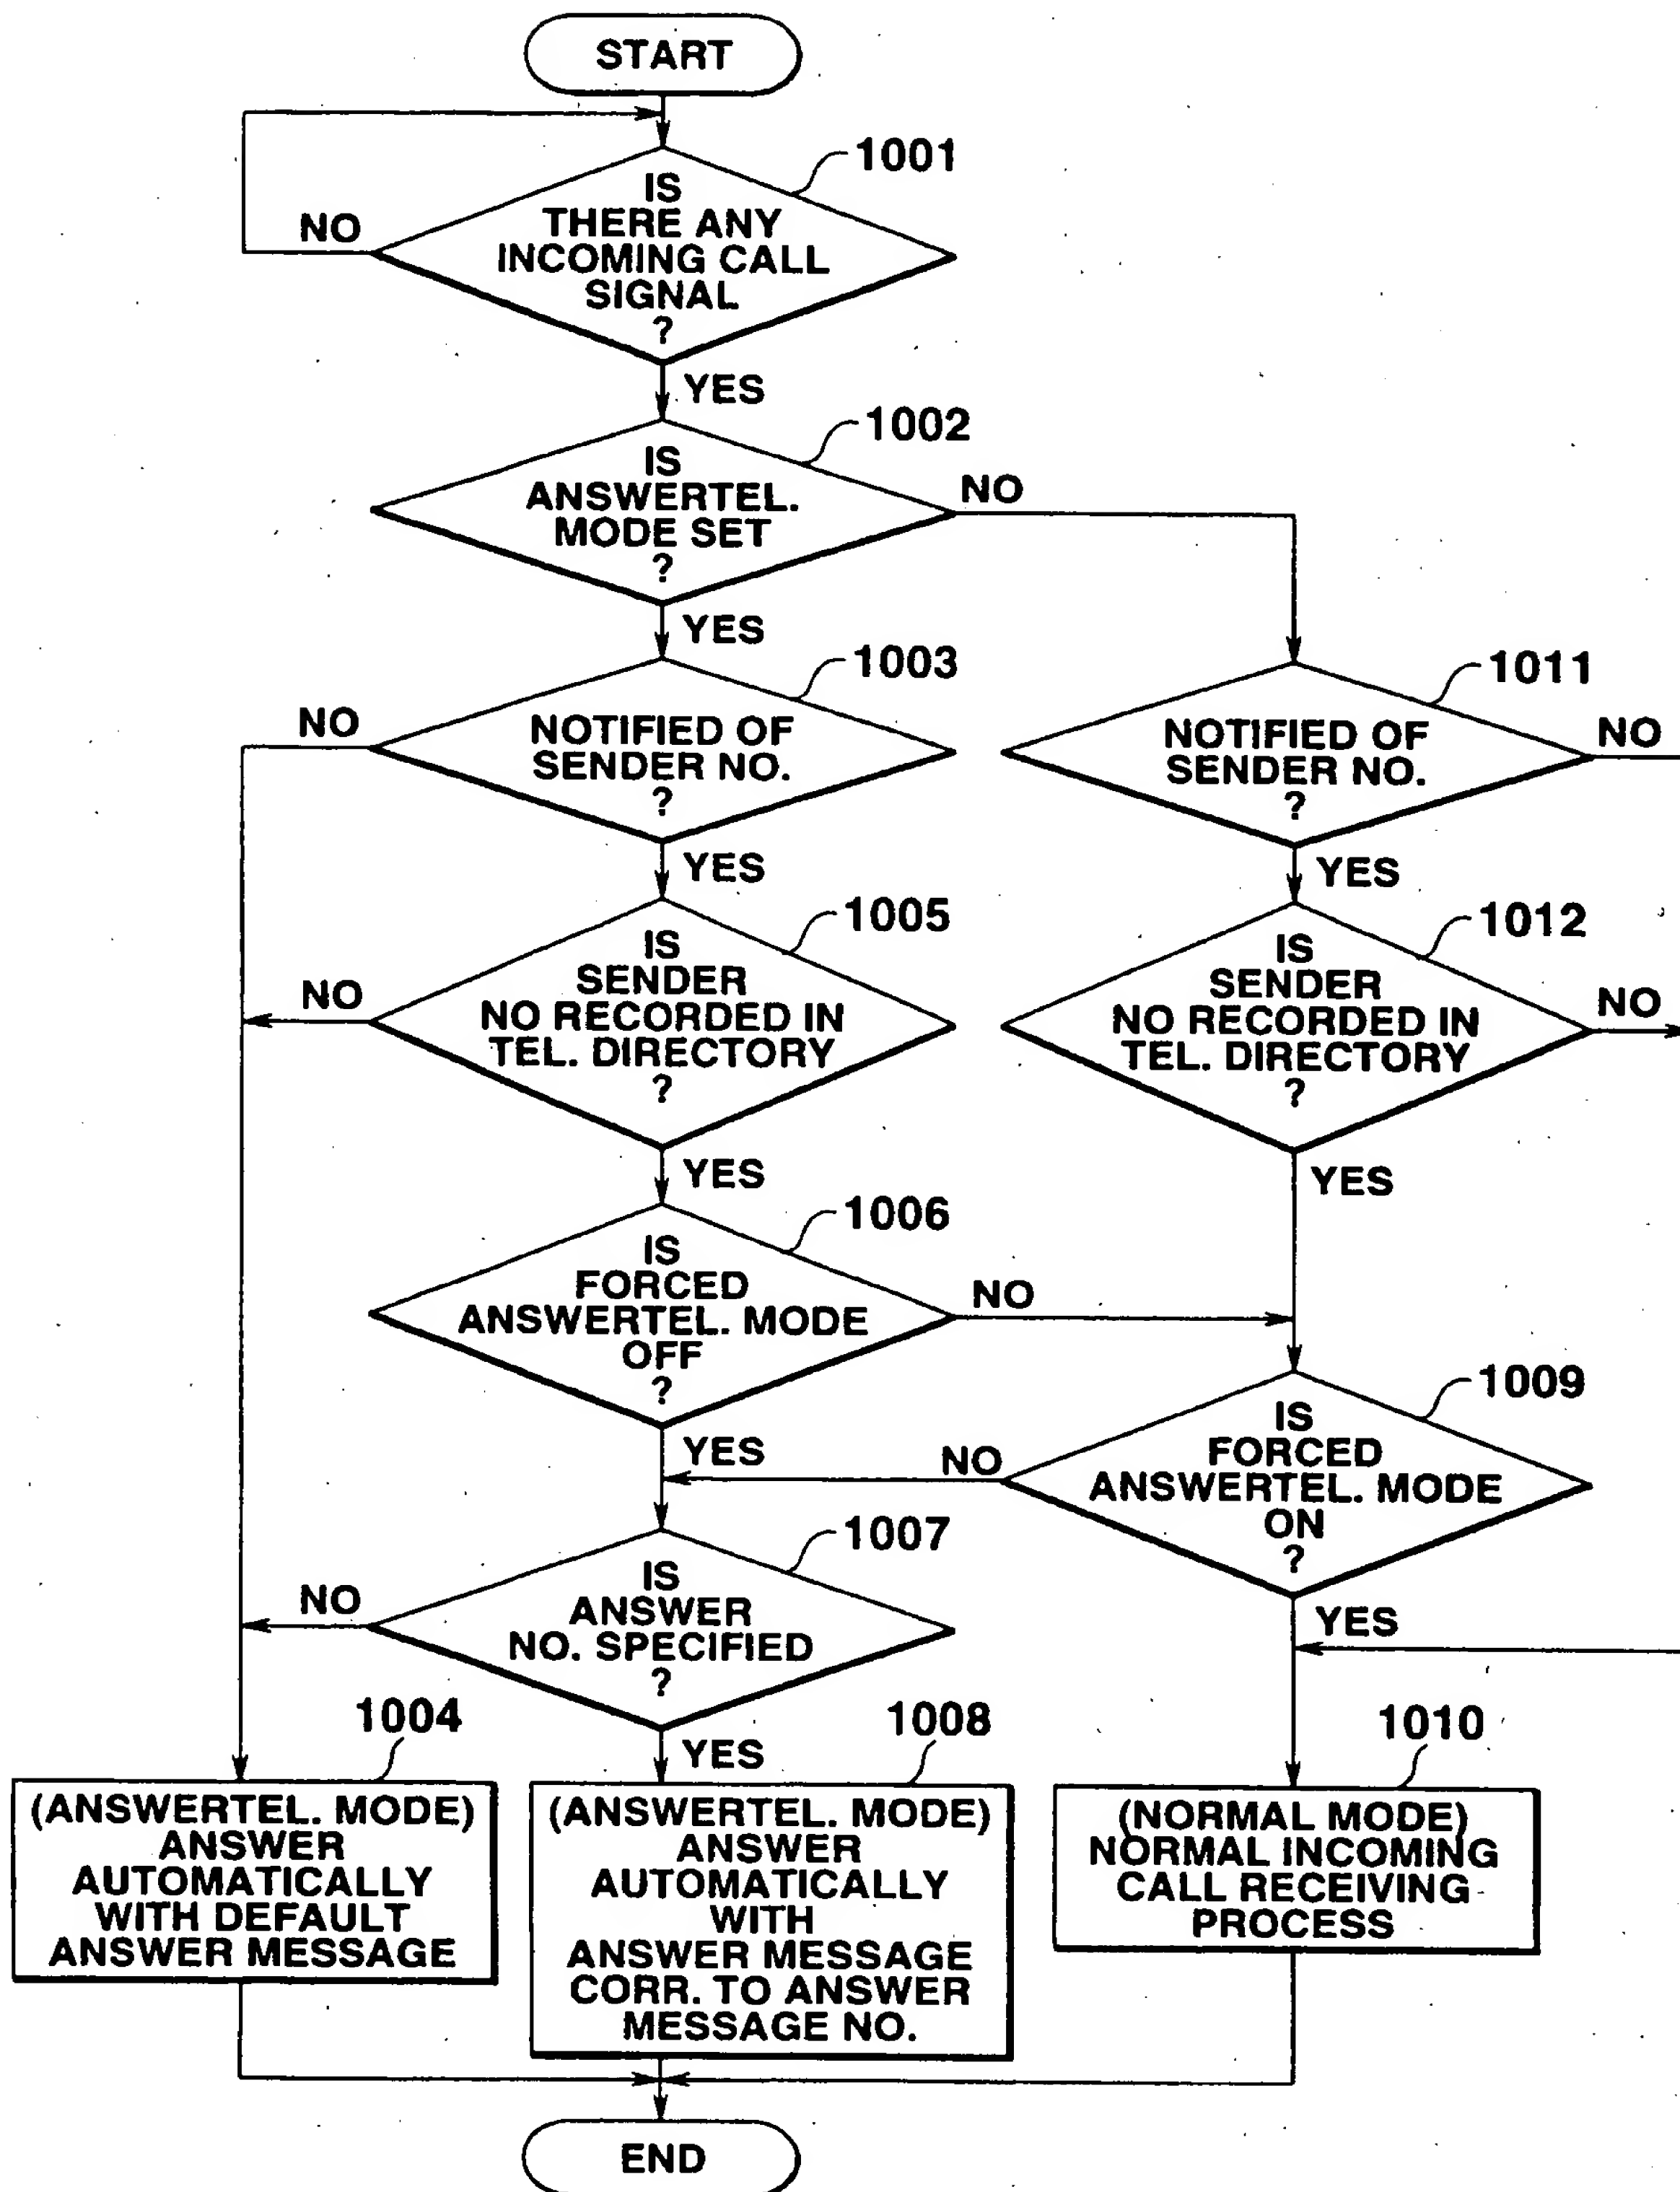 START
1001
IS
THERE ANY
INCOMING CALL
SIGNAL
?
NO
YES
1002
IS
ANSWERTEL.
MODE SET
?
NO
YES
1003
NOTIFIED OF
SENDER NO.
?
NO
YES
1011
NOTIFIED OF
SENDER NO.
?
NO
YES
1005
IS
SENDER
NO RECORDED IN
TEL. DIRECTORY
?
NO
YES
1012
IS
SENDER
NO RECORDED IN
TEL. DIRECTORY
?
NO
YES
1006
IS
FORCED
ANSWERTEL. MODE
OFF
?
NO
YES
1009
IS
FORCED
ANSWERTEL. MODE
ON
?
NO
YES
1007
IS
ANSWER
NO. SPECIFIED
?
NO
YES
1004
(ANSWERTEL. MODE)
ANSWER
AUTOMATICALLY
WITH DEFAULT
ANSWER MESSAGE
1008
(ANSWERTEL. MODE)
ANSWER
AUTOMATICALLY
WITH
ANSWER MESSAGE
CORR. TO ANSWER
MESSAGE NO.
1010
(NORMAL MODE)
NORMAL INCOMING
CALL RECEIVING
PROCESS
END